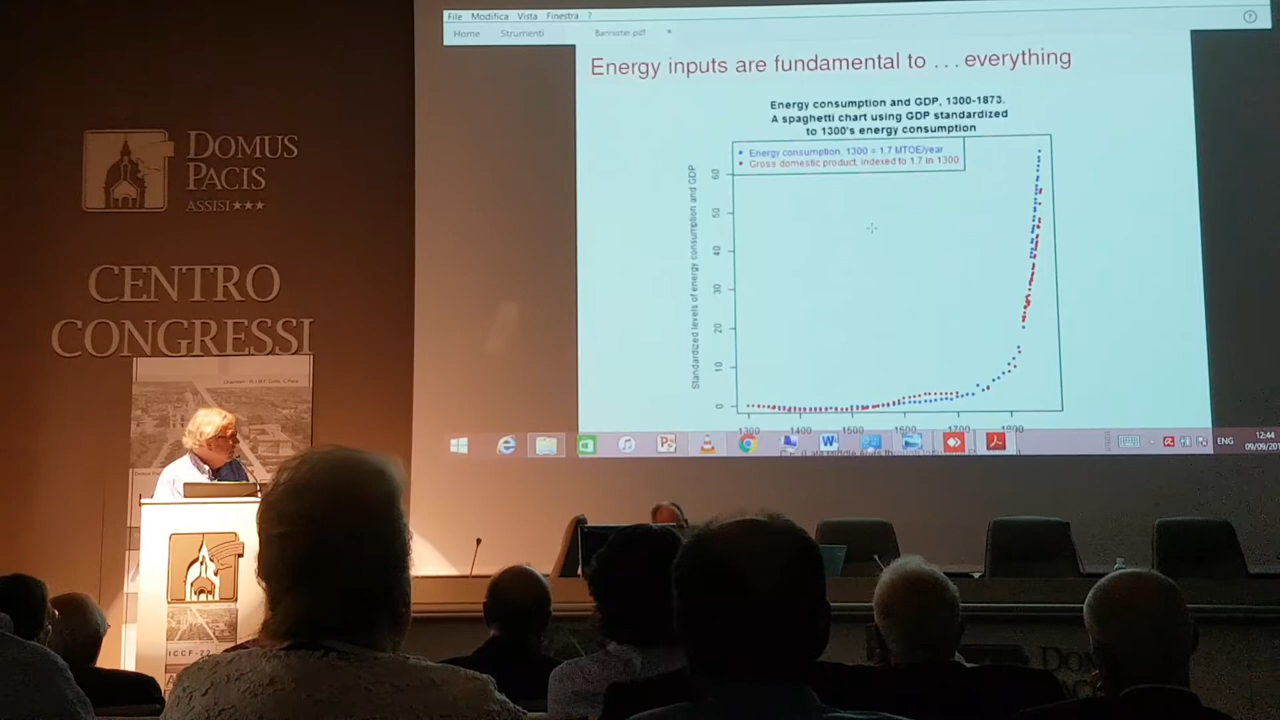 File Modifica Vista Finestra ?
Home Strumenti Bannister.pdf ×
Energy inputs are fundamental to ... everything
Energy consumption and GDP, 1300-1873.
A spaghetti chart using GDP standardized
to 1300's energy consumption
Energy consumption, 1300 = 1.7 MTOE/year
Gross domestic product, indexed to 1.7 in 1300
Standardized levels of energy consumption and GDP
60
50
40
30
20
10
0
1300 1400 1500 1600 1700 1800
ENG
12:44
DOMUS
PACIS
ASSISI★★★
CENTRO
CONGRESSI
ICCF-22